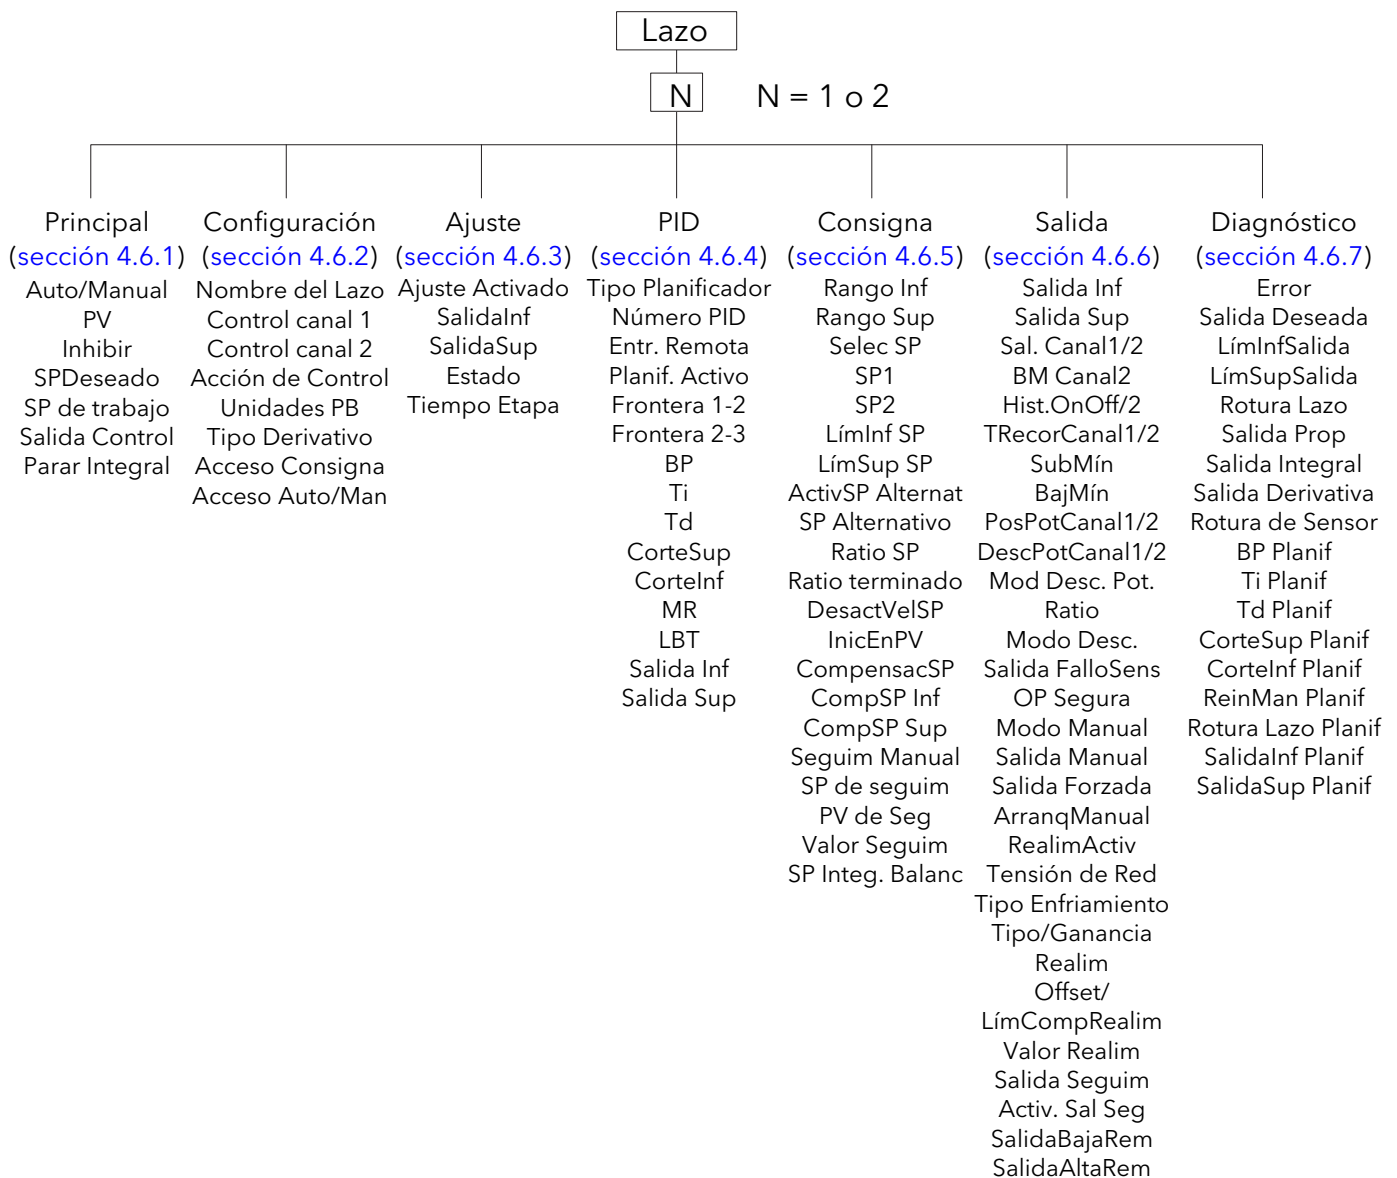 Lazo
N
N = 1 o 2
Principal
(sección 4.6.1)
Auto/Manual
PV
Inhibir
SPDeseado
SP de trabajo
Salida Control
Parar Integral
Configuración
(sección 4.6.2)
Nombre del Lazo
Control canal 1
Control canal 2
Acción de Control
Unidades PB
Tipo Derivativo
Acceso Consigna
Acceso Auto/Man
Ajuste
(sección 4.6.3)
Ajuste Activado
SalidaInf
SalidaSup
Estado
Tiempo Etapa
PID
(sección 4.6.4)
Tipo Planificador
Número PID
Entr. Remota
Planif. Activo
Frontera 1-2
Frontera 2-3
BP
Ti
Td
CorteSup
CorteInf
MR
LBT
Salida Inf
Salida Sup
Consigna
(sección 4.6.5)
Rango Inf
Rango Sup
Selec SP
SP1
SP2
LímInf SP
LímSup SP
ActivSP Alternat
SP Alternativo
Ratio SP
Ratio terminado
DesactVelSP
InicEnPV
CompensacSP
CompSP Inf
CompSP Sup
Seguim Manual
SP de seguim
PV de Seg
Valor Seguim
SP Integ. Balanc
Salida
(sección 4.6.6)
Salida Inf
Salida Sup
Sal. Canal1/2
BM Canal2
Hist.OnOff/2
TRecorCanal1/2
SubMín
BajMín
PosPotCanal1/2
DescPotCanal1/2
Mod Desc. Pot.
Ratio
Modo Desc.
Salida FalloSens
OP Segura
Modo Manual
Salida Manual
Salida Forzada
ArranqManual
RealimActiv
Tensión de Red
Tipo Enfriamiento
Tipo/Ganancia
Realim
Offset/
LímCompRealim
Valor Realim
Salida Seguim
Activ. Sal Seg
SalidaBajaRem
SalidaAltaRem
Diagnóstico
(sección 4.6.7)
Error
Salida Deseada
LímInfSalida
LímSupSalida
Rotura Lazo
Salida Prop
Salida Integral
Salida Derivativa
Rotura de Sensor
BP Planif
Ti Planif
Td Planif
CorteSup Planif
CorteInf Planif
ReinMan Planif
Rotura Lazo Planif
SalidaInf Planif
SalidaSup Planif